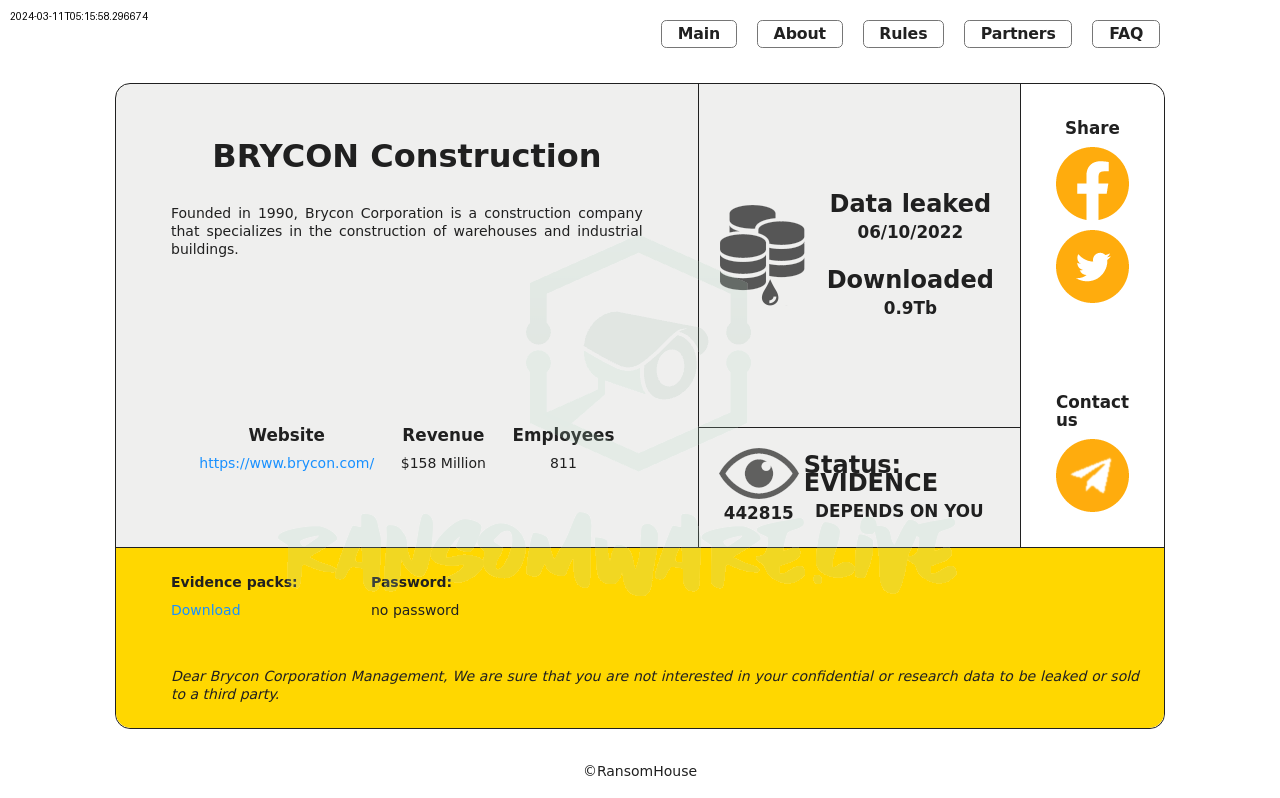 2024-03-11T05:15:58.296674
Main About Rules Partners FAQ
BRYCON Construction
Founded in 1990, Brycon Corporation is a construction company
that specializes in the construction of warehouses and industrial
buildings.
Website Revenue Employees
https://www.brycon.com/ $158 Million 811
Data leaked
06/10/2022
Downloaded
0.9Tb
Status:
EVIDENCE
442815 DEPENDS ON YOU
Share
Contact
us
RANSOMWARE.LIVE
Evidence packs: Password:
Download no password
Dear Brycon Corporation Management, We are sure that you are not interested in your confidential or research data to be leaked or sold
to a third party.
©RansomHouse